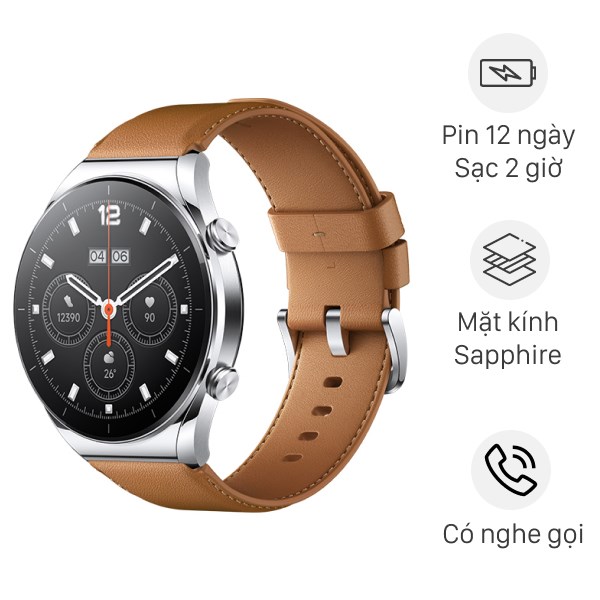 12
04 06
12390
90
26°
Pin 12 ngày
Sạc 2 giờ
Mặt kính
Sapphire
Có nghe gọi